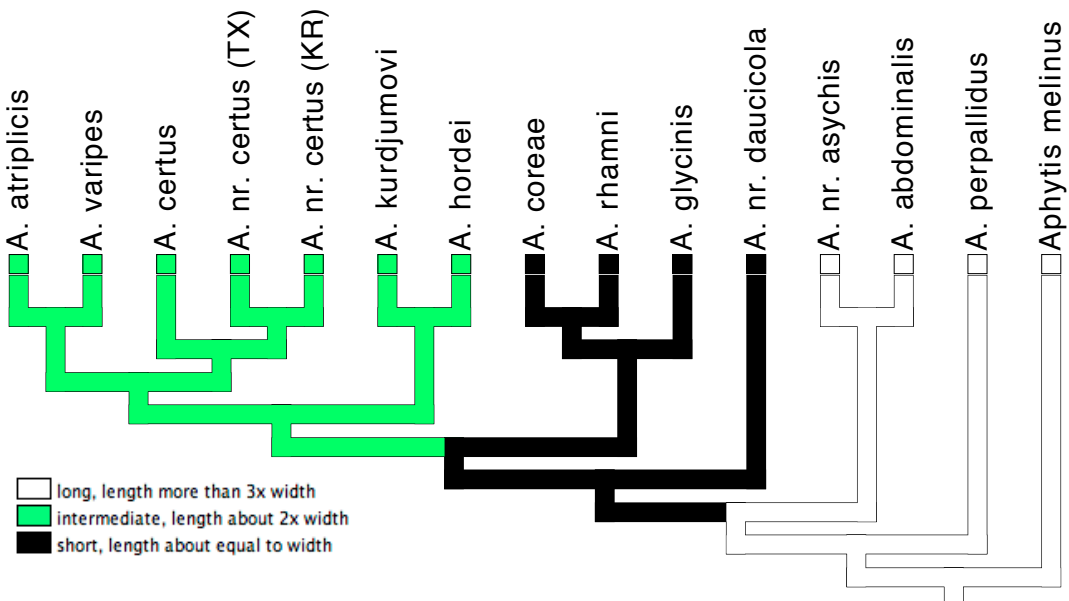 A. atriplicis
A. varipes
A. certus
A. nr. certus (TX)
A. nr. certus (KR)
A. kurdjumovi
A. hordei
A. coreae
A. rhamni
A. glycinis
A. nr. daucicola
A. nr. asychis
A. abdominalis
A. perpallidus
Aphytis melinus
long, length more than 3x width
intermediate, length about 2x width
short, length about equal to width